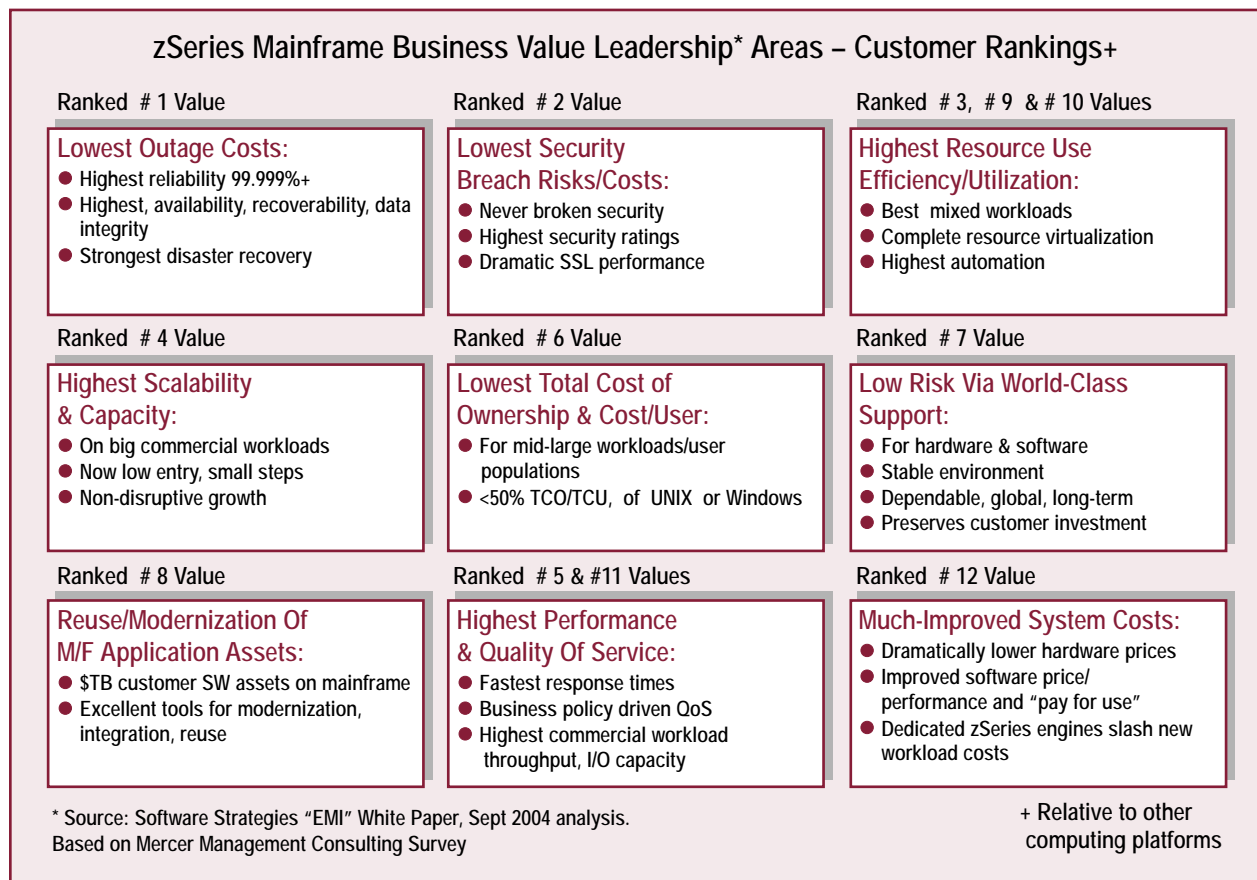 zSeries Mainframe Business Value Leadership* Areas – Customer Rankings+
Ranked # 1 Value
Lowest Outage Costs:
● Highest reliability 99.999%+
● Highest, availability, recoverability, data
integrity
● Strongest disaster recovery
Ranked # 2 Value
Lowest Security
Breach Risks/Costs:
● Never broken security
● Highest security ratings
● Dramatic SSL performance
Ranked # 3, # 9 & # 10 Values
Highest Resource Use
Efficiency/Utilization:
● Best mixed workloads
● Complete resource virtualization
● Highest automation
Ranked # 4 Value
Highest Scalability
& Capacity:
● On big commercial workloads
● Now low entry, small steps
● Non-disruptive growth
Ranked # 6 Value
Lowest Total Cost of
Ownership & Cost/User:
● For mid-large workloads/user
populations
● <50% TCO/TCU, of UNIX or Windows
Ranked # 7 Value
Low Risk Via World-Class
Support:
● For hardware & software
● Stable environment
● Dependable, global, long-term
● Preserves customer investment
Ranked # 8 Value
Reuse/Modernization Of
M/F Application Assets:
● $TB customer SW assets on mainframe
● Excellent tools for modernization,
integration, reuse
Ranked # 5 & #11 Values
Highest Performance
& Quality Of Service:
● Fastest response times
● Business policy driven QoS
● Highest commercial workload
throughput, I/O capacity
Ranked # 12 Value
Much-Improved System Costs:
● Dramatically lower hardware prices
● Improved software price/
performance and “pay for use”
● Dedicated zSeries engines slash new
workload costs
* Source: Software Strategies “EMI” White Paper, Sept 2004 analysis.
Based on Mercer Management Consulting Survey
+ Relative to other
computing platforms